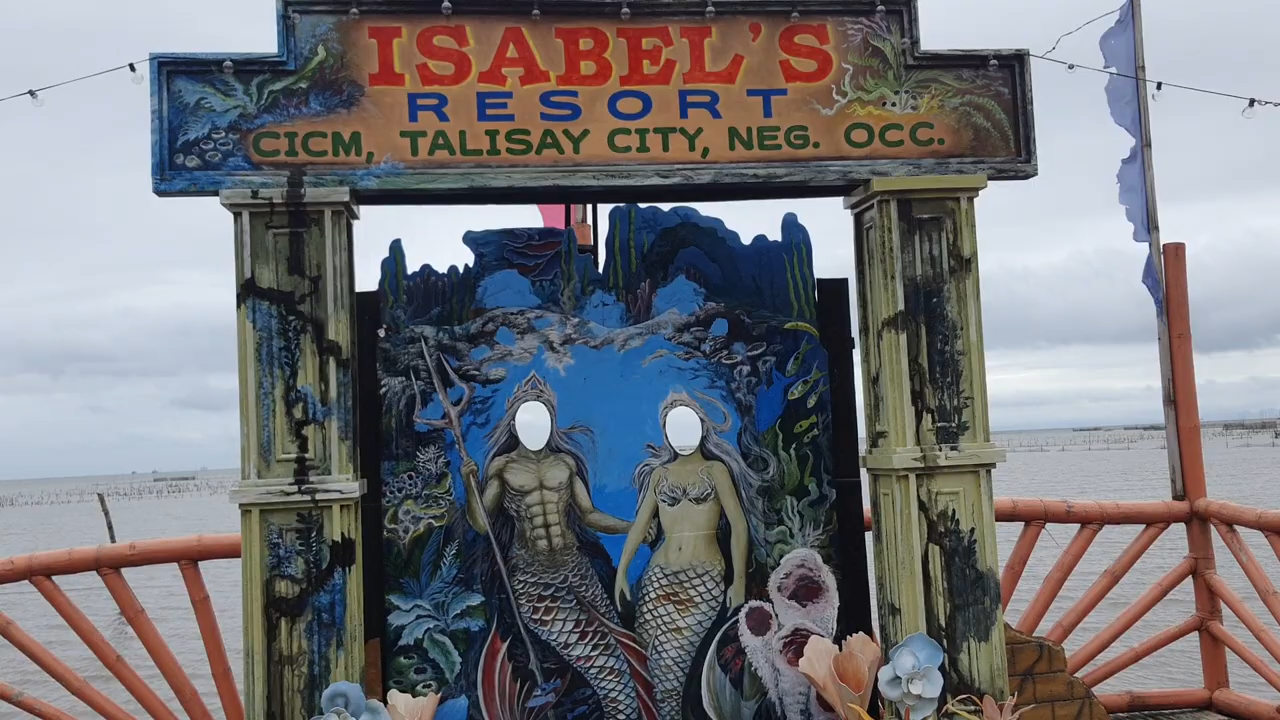 ISABEL'S
RESORT
CICM, TALISAY CITY, NEG. OCC.